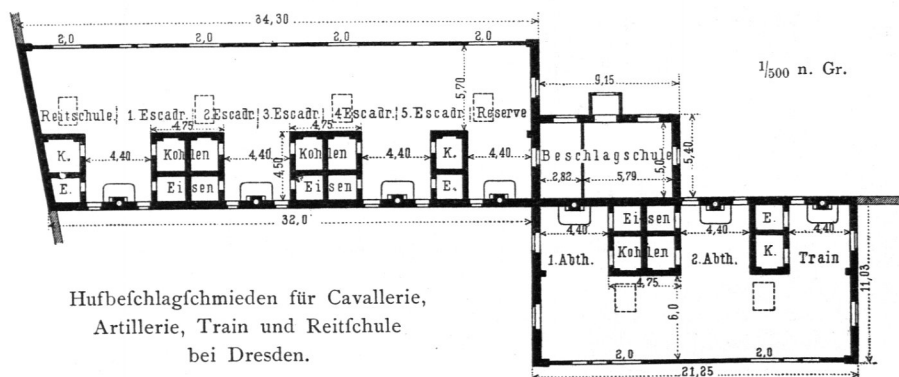 34,30
2,0 2,0 2,0 2,0
1/500 n. Gr.
9,15
5,70
Reitschule 1. Escadr. 2. Escadr. 3. Escadr. 4. Escadr. 5. Escadr. Reserve
4,75 4,75
K. Kohlen Kohlen K.
4,40 4,40 4,50 4,40 4,40
Beschlagschule
5,0 5,40
2,82 5,79
E. Eisen Eisen E.
32,0
Eisen E.
4,40 4,40 4,40
1. Abth. Kohlen 2. Abth. K. Train
4,75
6,0
11,03
2,0 2,0
21,25
Hufbeſchlagſchmieden für Cavallerie,
Artillerie, Train und Reitſchule
bei Dresden.